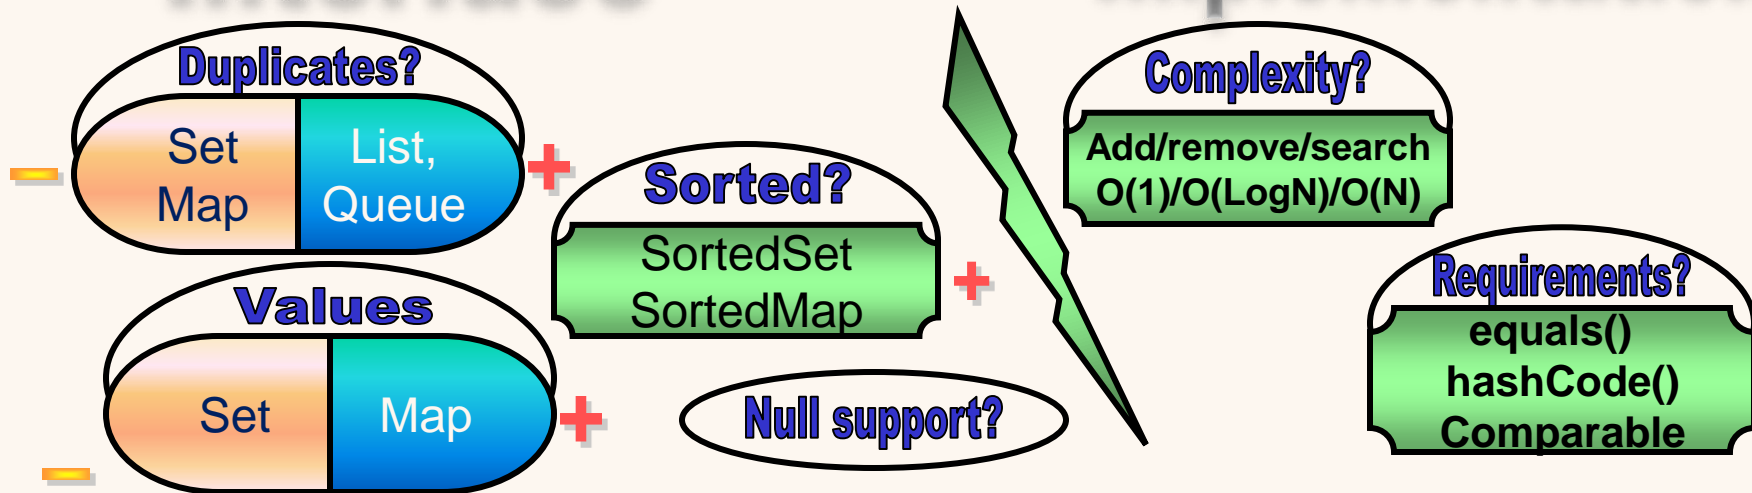 Duplicates?
Set
Map
List,
Queue
Values
Set
Map
Sorted?
SortedSet
SortedMap
Null support?
Complexity?
Add/remove/search
O(1)/O(LogN)/O(N)
Requirements?
equals()
hashCode()
Comparable